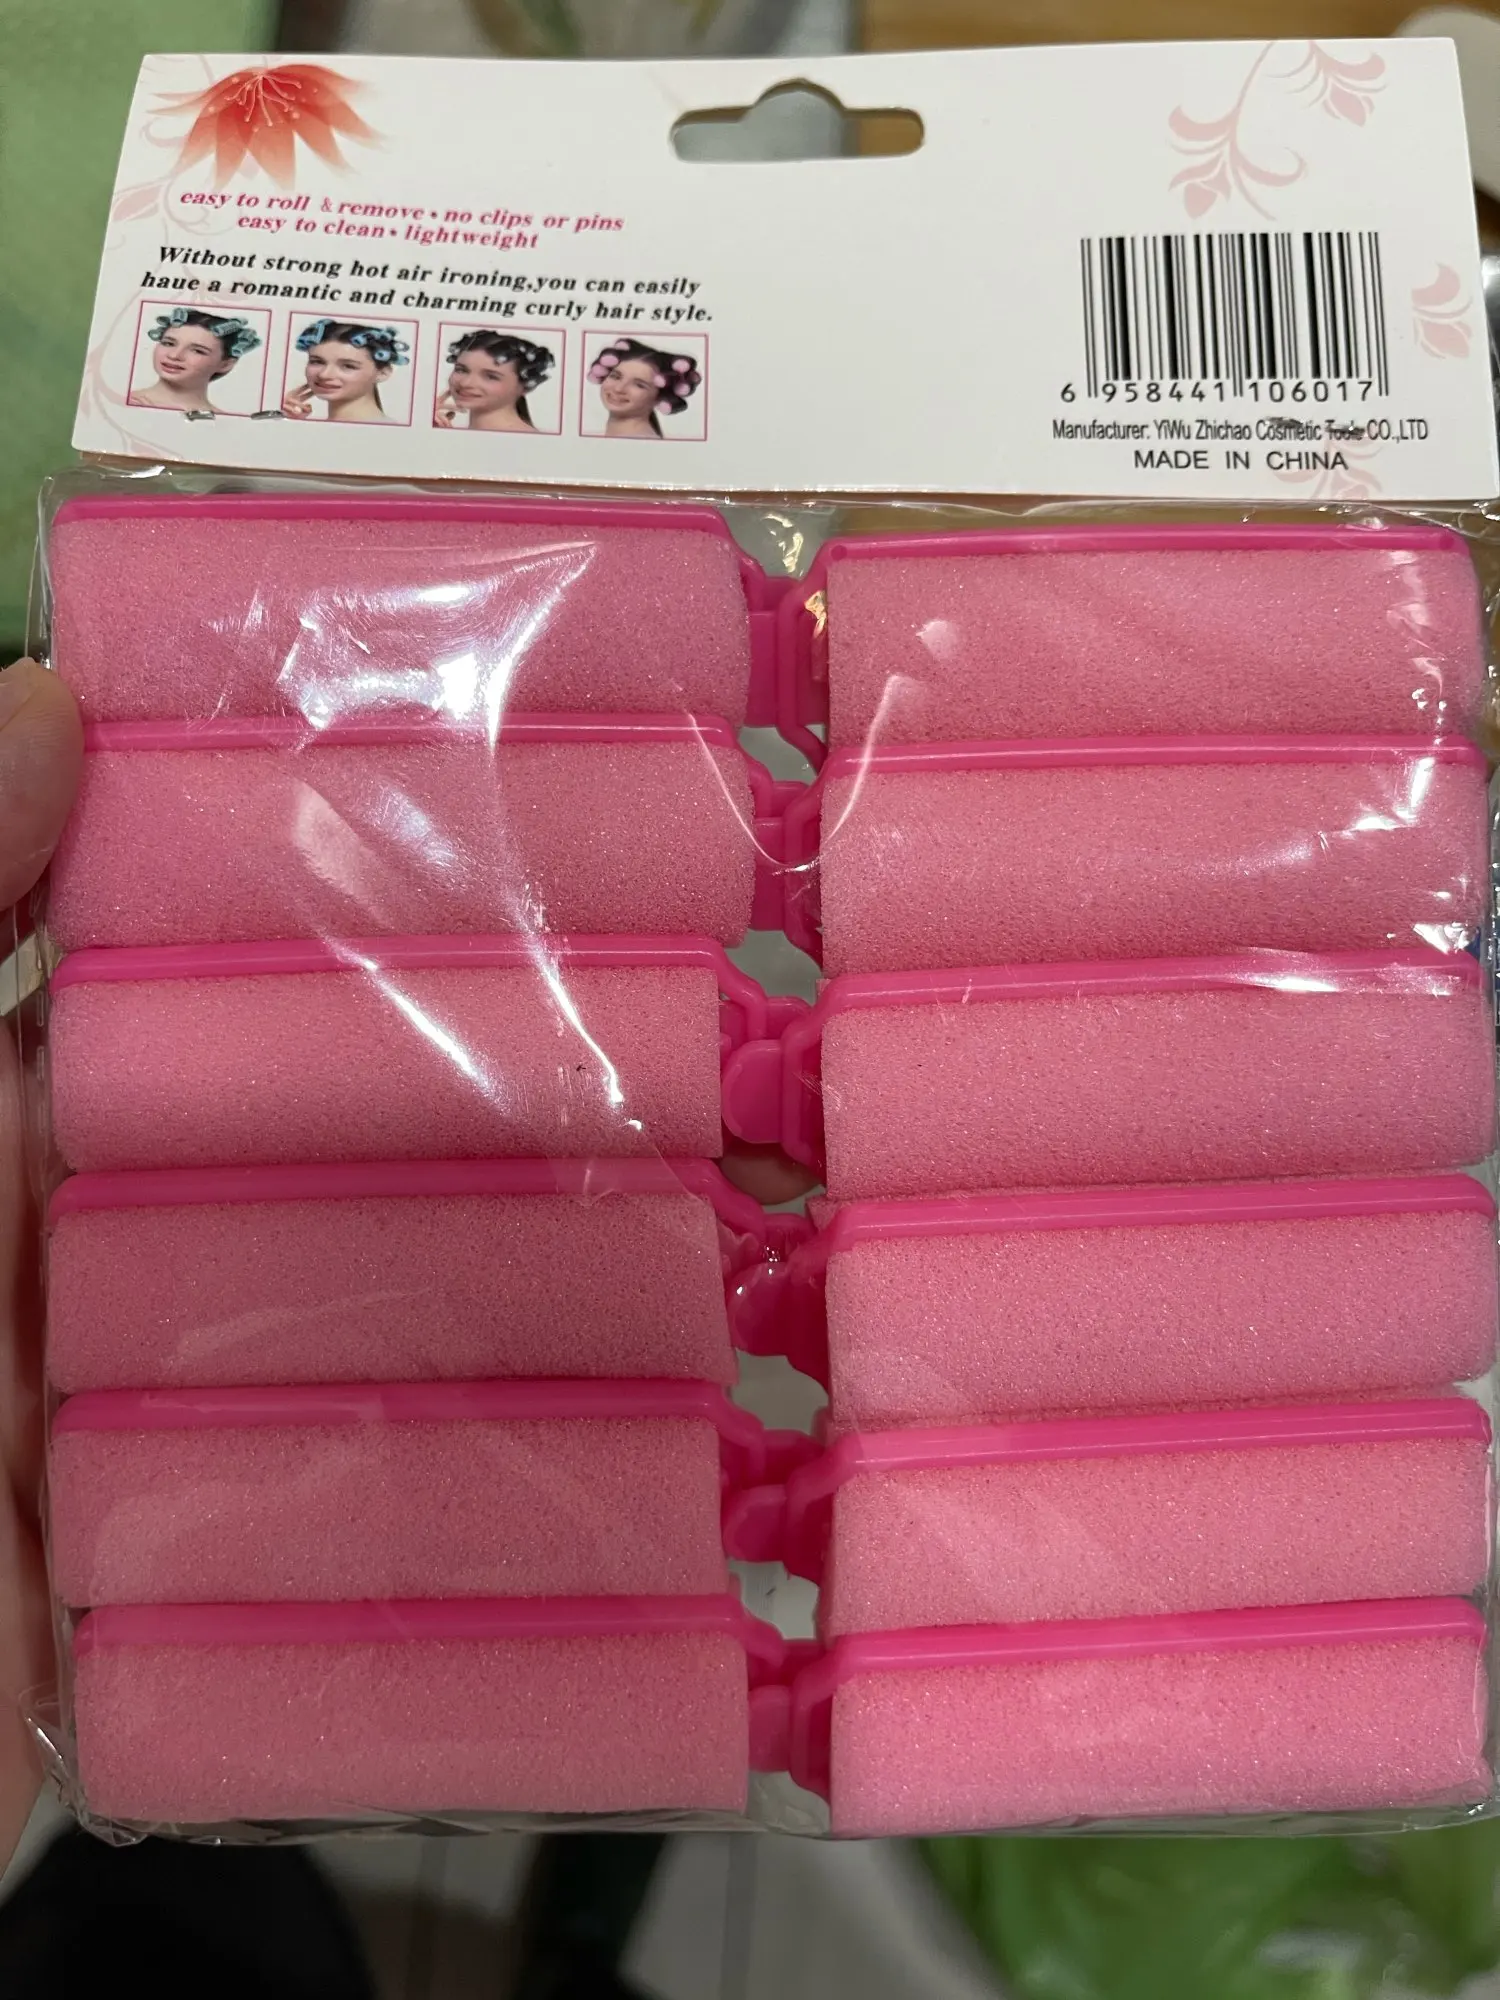 easy to roll & remove • no clips or pins
easy to clean • lightweight
Without strong hot air ironing,you can easily
haue a romantic and charming curly hair style.
6 958441 106017
Manufacturer: YiWu Zhichao Cosmetic Tools CO.,LTD
MADE IN CHINA